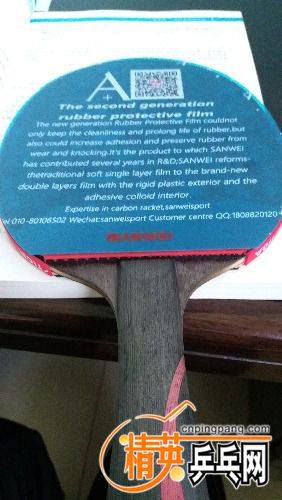 A+
The second generation
rubber protective film
The new generation Rubber Protective Film couldnot
only keep the cleanliness and prolong life of rubber,but
also could increase adhesion and preserve rubber from
wear and knocking.It's the product to which SANWEI
has contributed several years in R&D;SANWEI reforms-
thetraditional soft single layer film to the brand-new
double layers film with the rigid plastic exterior and the
adhesive colloid interior.
Expertise in carbon racket,sanweisport
Tel:010-80106502 Wechat:sanweisport Customer centre QQ:1808820120
SANWEI
cnpingpang.com
精英乒乓网